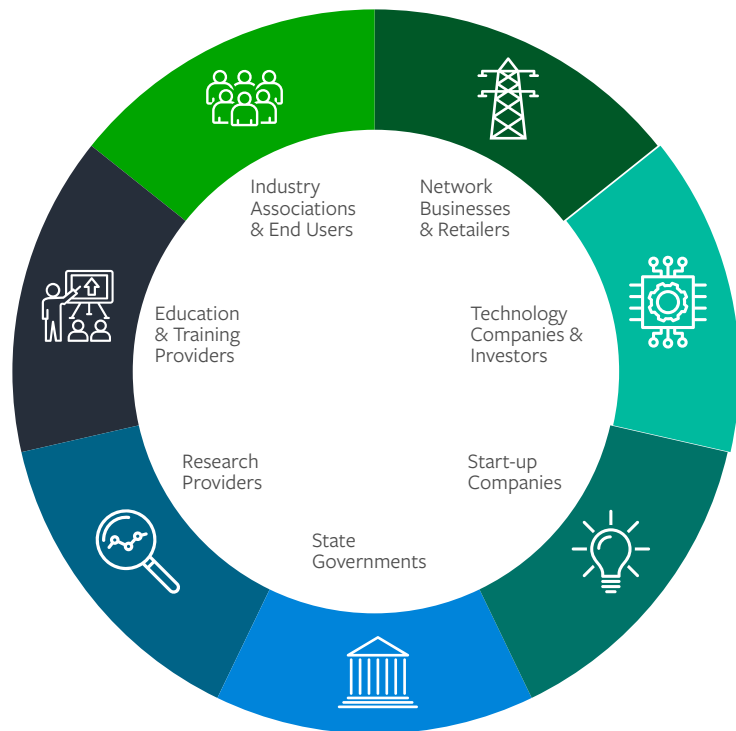 Industry
Associations
& End Users
Network
Businesses
& Retailers
Education
& Training
Providers
Technology
Companies &
Investors
Research
Providers
Start-up
Companies
State
Governments